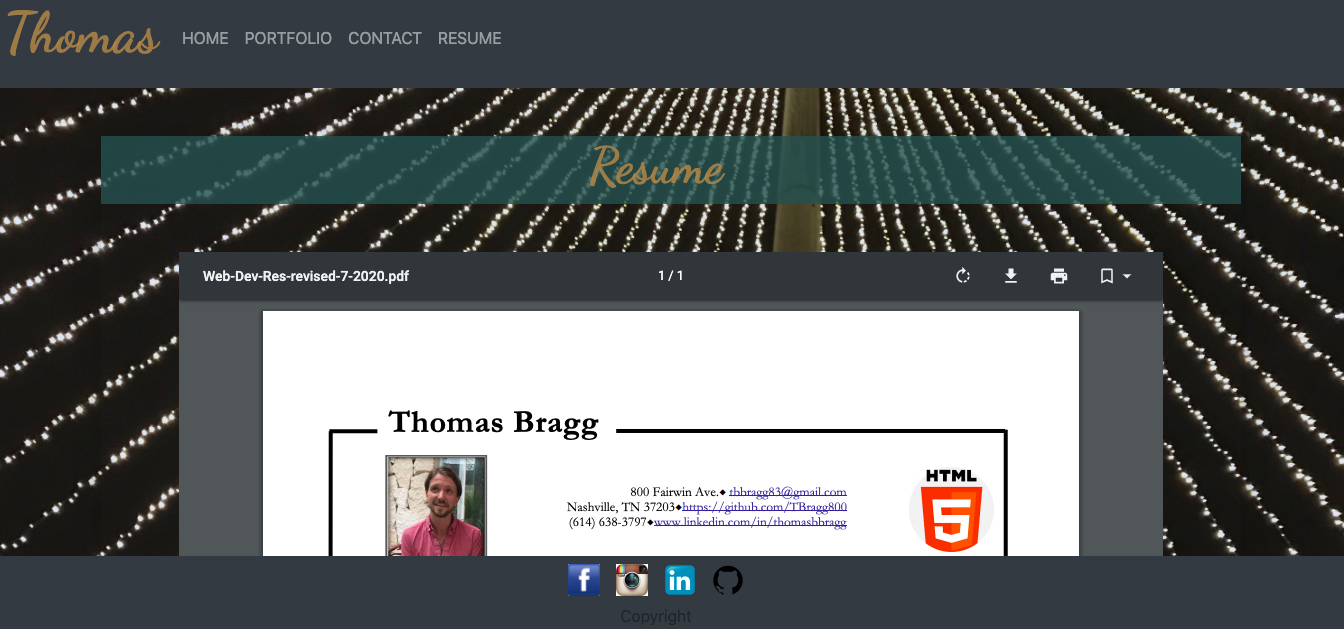 Thomas HOME PORTFOLIO CONTACT RESUME
Resume
Web-Dev-Res-revised-7-2020.pdf 1 / 1
Thomas Bragg
HTML
5
800 Fairwin Ave.◆ tbbragg83@gmail.com
Nashville, TN 37203◆https://github.com/TBragg800
(614) 638-3797◆www.linkedin.com/in/thomasbbragg
f in
Copyright